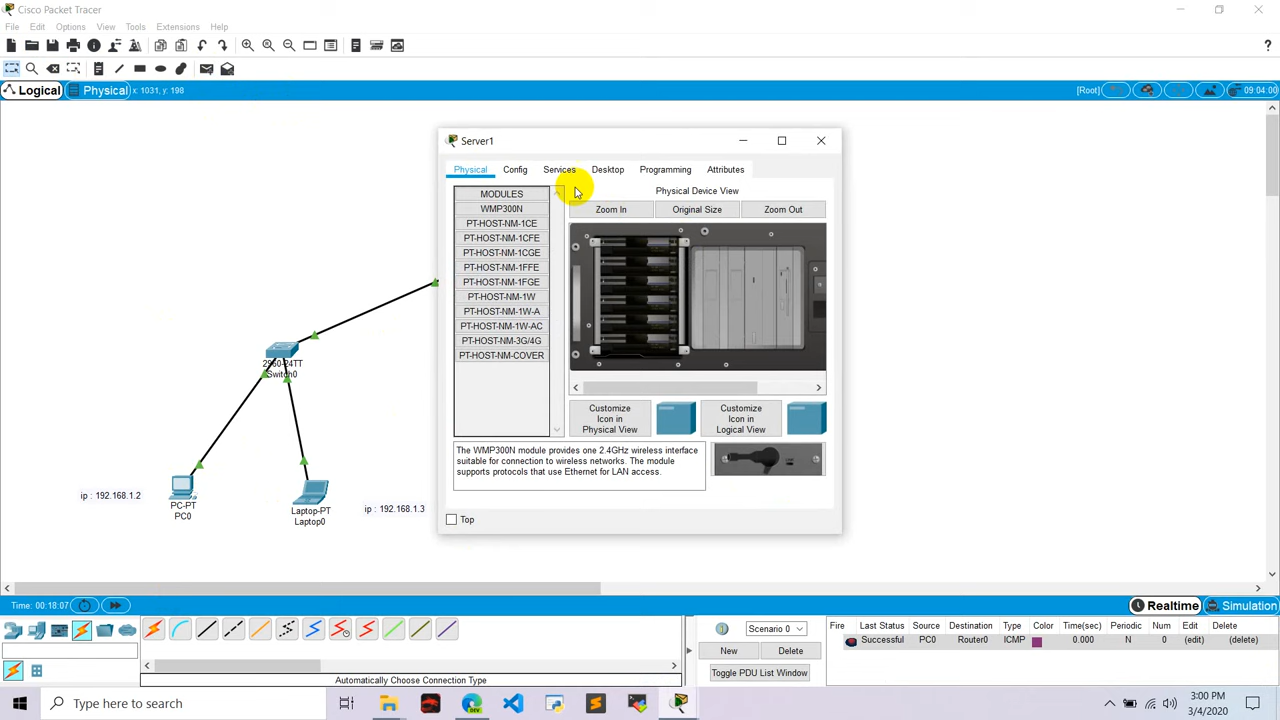 Cisco Packet Tracer
File Edit Options View Tools Extensions Help
?
Logical Physical x: 1031, y: 198 [Root] 09:04:00
Server1
Physical Config Services Desktop Programming Attributes
MODULES
WMP300N
PT-HOST-NM-1CE
PT-HOST-NM-1CFE
PT-HOST-NM-1CGE
PT-HOST-NM-1FFE
PT-HOST-NM-1FGE
PT-HOST-NM-1W
PT-HOST-NM-1W-A
PT-HOST-NM-1W-AC
PT-HOST-NM-3G/4G
PT-HOST-NM-COVER
Physical Device View
Zoom In Original Size Zoom Out
Customize
Icon in
Physical View
Customize
Icon in
Logical View
The WMP300N module provides one 2.4GHz wireless interface
suitable for connection to wireless networks. The module
supports protocols that use Ethernet for LAN access.
Top
2960-24TT
Switch0
ip : 192.168.1.2
PC-PT
PC0
Laptop-PT
Laptop0
ip : 192.168.1.3
Time: 00:18:07 Realtime Simulation
Scenario 0
New Delete
Toggle PDU List Window
Fire Last Status Source Destination Type Color Time(sec) Periodic Num Edit Delete
Successful PC0 Router0 ICMP 0.000 N 0 (edit) (delete)
Automatically Choose Connection Type
Type here to search
DEV
3:00 PM
3/4/2020